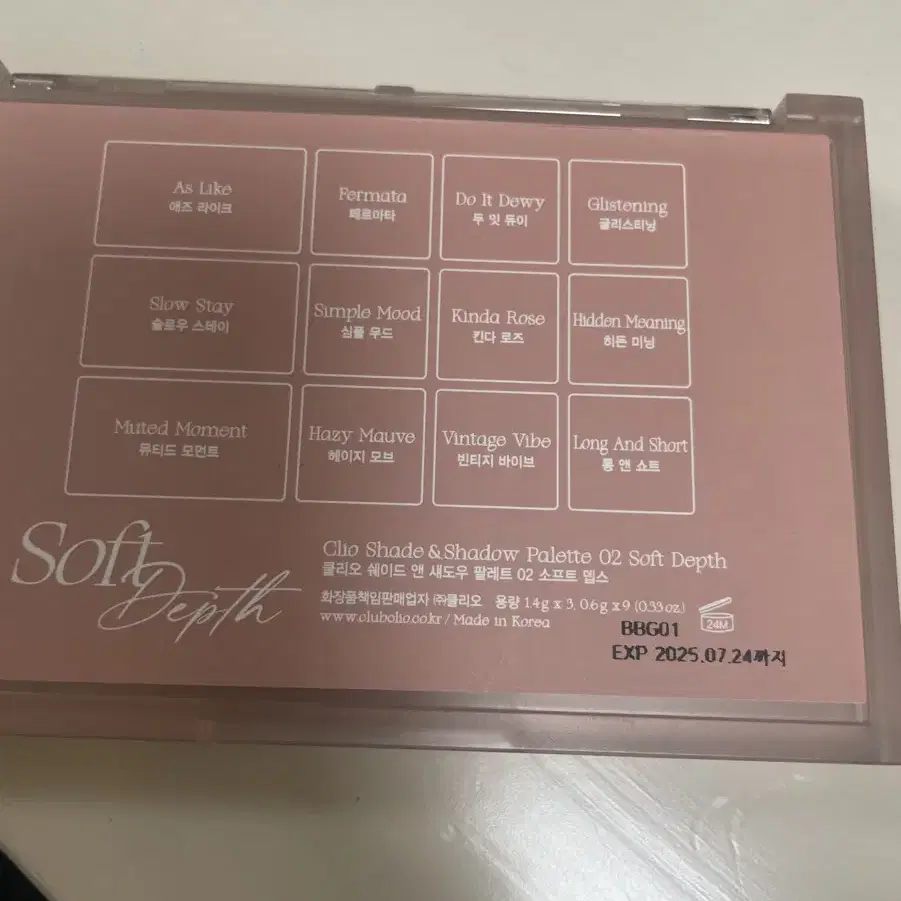 As Like
애즈 라이크
Fermata
페르마타
Do It Dewy
두 잇 듀이
Glistening
글리스티닝
Slow Stay
슬로우 스테이
Simple Mood
심플 무드
Kinda Rose
킨다 로즈
Hidden Meaning
히든 미닝
Muted Moment
뮤티드 모먼트
Hazy Mauve
헤이지 모브
Vintage Vibe
빈티지 바이브
Long And Short
롱 앤 쇼트
Soft
Depth
Clio Shade & Shadow Palette 02 Soft Depth
클리오 쉐이드 앤 섀도우 팔레트 02 소프트 뎁스
화장품책임판매업자 ㈜클리오 용량 1.4g x 3, 0.6g x 9 (0.33 oz.)
www.clubclio.co.kr / Made in Korea
24M
BBG01
EXP 2025.07.24까지